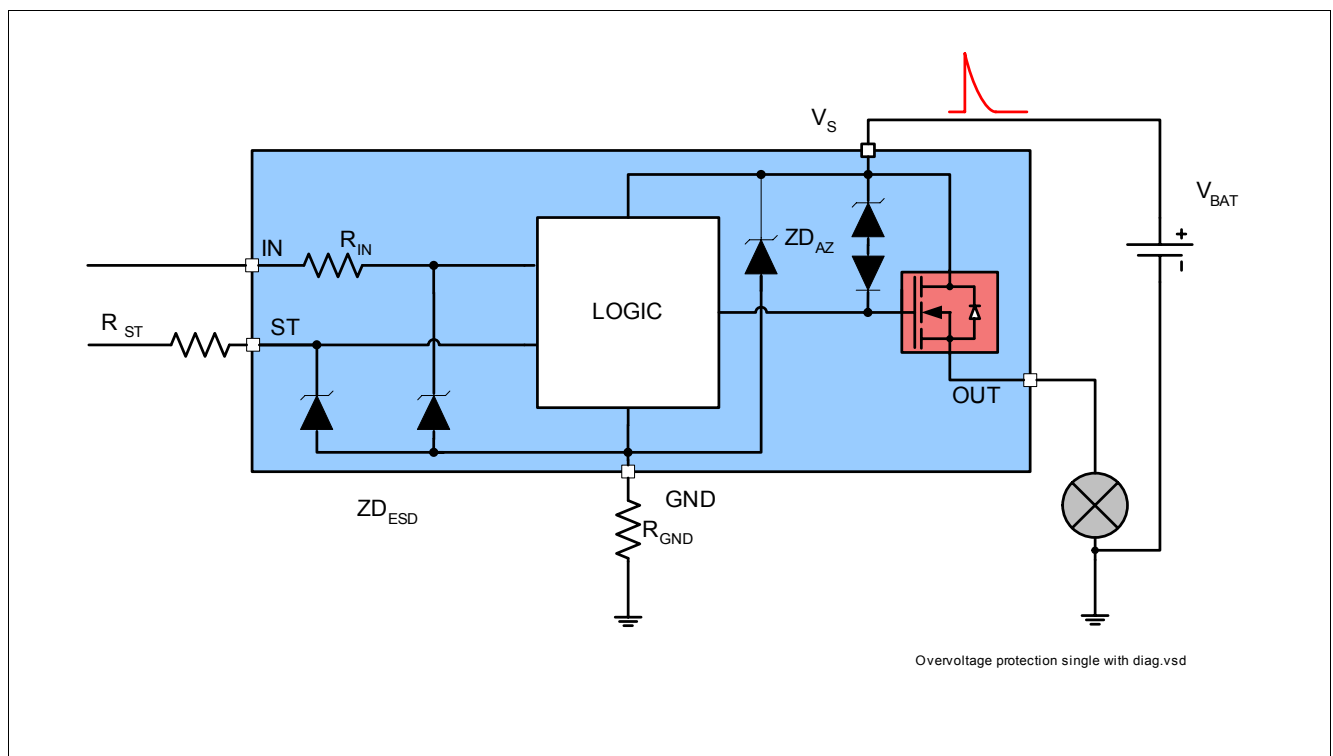 V_S
V_BAT
IN
R_IN
ZD_AZ
LOGIC
R_ST
ST
OUT
ZD_ESD
GND
R_GND
+
-
Overvoltage protection single with diag.vsd